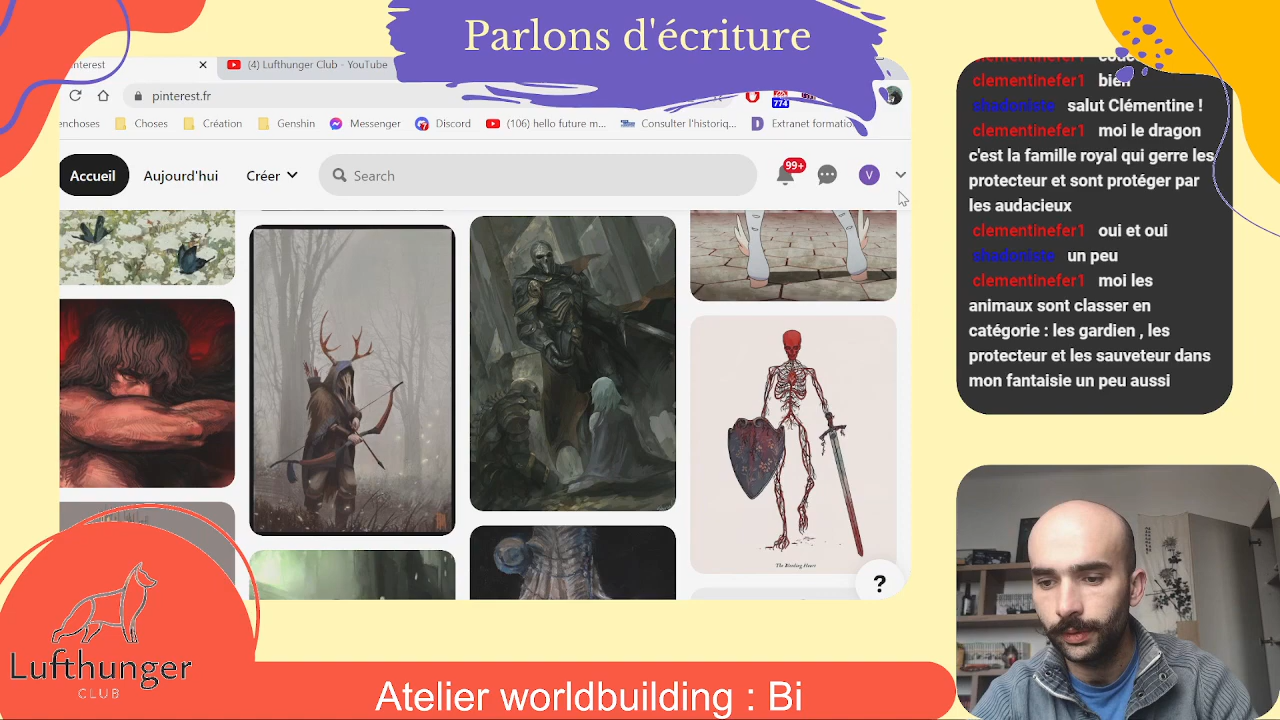 Parlons d'écriture
(4) Lufthunger Club - YouTube
pinterest.fr
Choses
Création
Genshin
Messenger
Discord
(106) hello future m...
Consulter l'historiq...
Extranet formatio
Accueil
Aujourd'hui
Créer
Search
99+
V
The Bleeding Heart
?
clementinefer1 bien
shadoniste salut Clémentine !
clementinefer1 moi le dragon
c'est la famille royal qui gerre les
protecteur et sont protéger par
les audacieux
clementinefer1 oui et oui
shadoniste un peu
clementinefer1 moi les
animaux sont classer en
catégorie : les gardien , les
protecteur et les sauveteur dans
mon fantaisie un peu aussi
Lufthunger
CLUB
Atelier worldbuilding : Bi